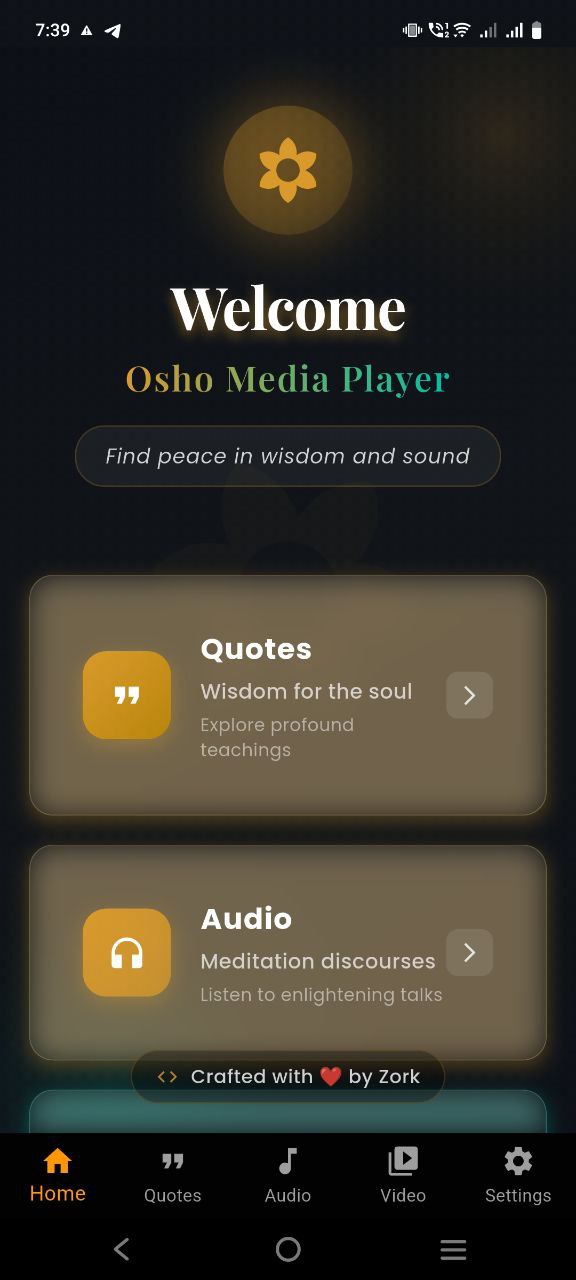 7:39
Welcome
Osho Media Player
Find peace in wisdom and sound
Quotes
Wisdom for the soul
Explore profound
teachings
Audio
Meditation discourses
Listen to enlightening talks
Crafted with ❤️ by Zork
Home
Quotes
Audio
Video
Settings